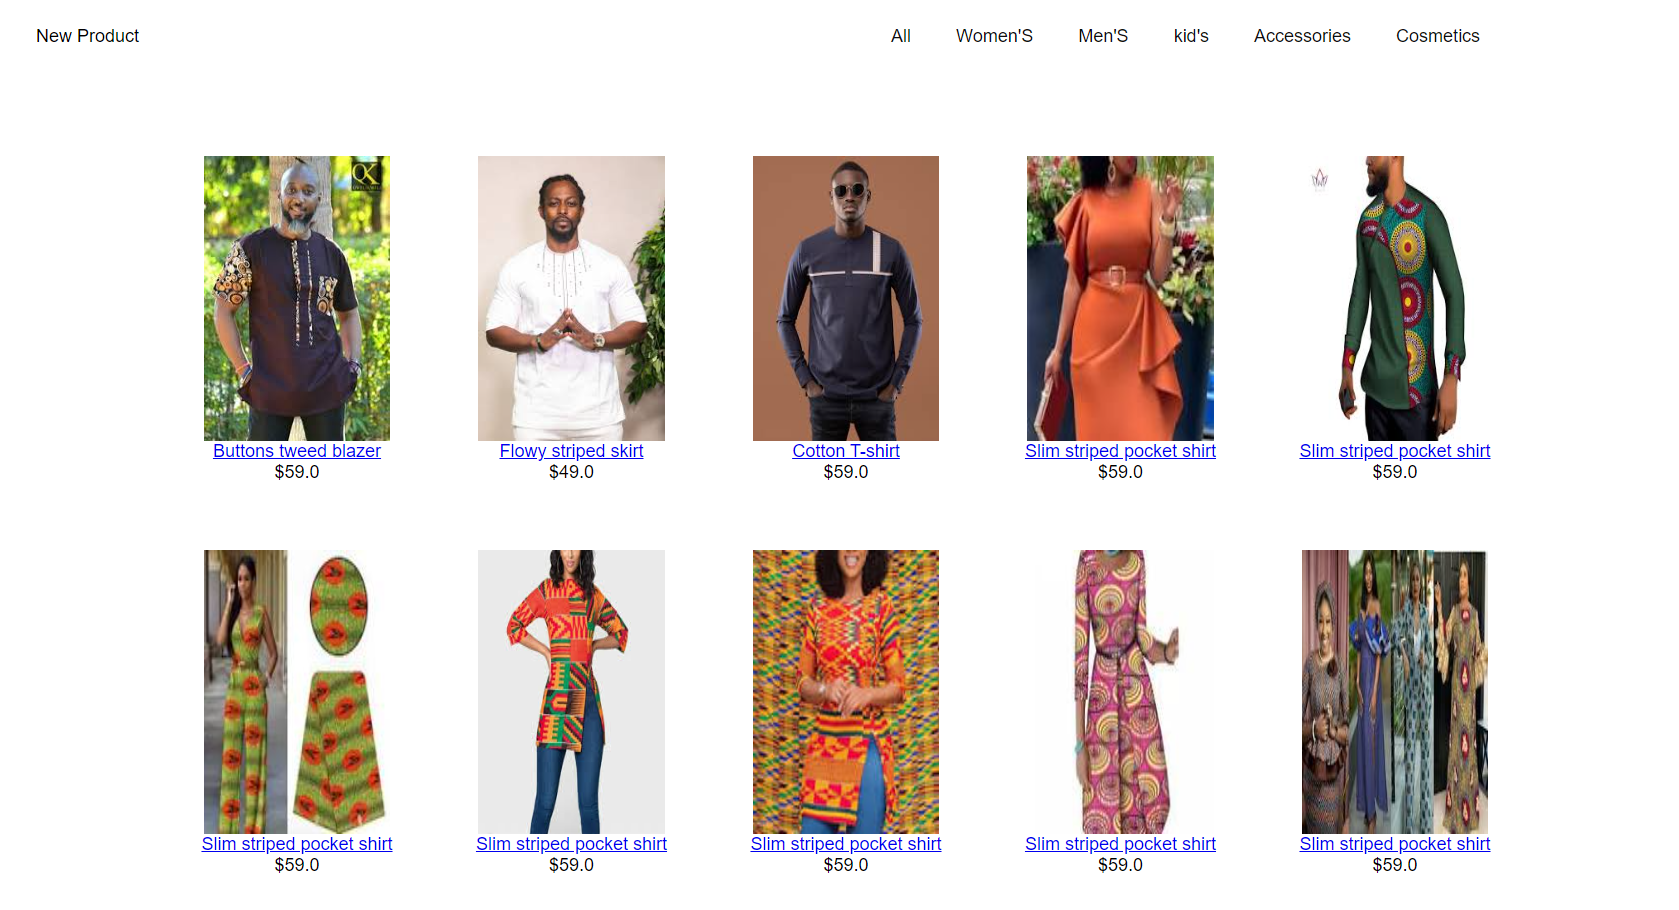 New Product
All Women'S Men'S kid's Accessories Cosmetics
QK
Buttons tweed blazer
$59.0
Flowy striped skirt
$49.0
Cotton T-shirt
$59.0
Slim striped pocket shirt
$59.0
Slim striped pocket shirt
$59.0
Slim striped pocket shirt
$59.0
Slim striped pocket shirt
$59.0
Slim striped pocket shirt
$59.0
Slim striped pocket shirt
$59.0
Slim striped pocket shirt
$59.0